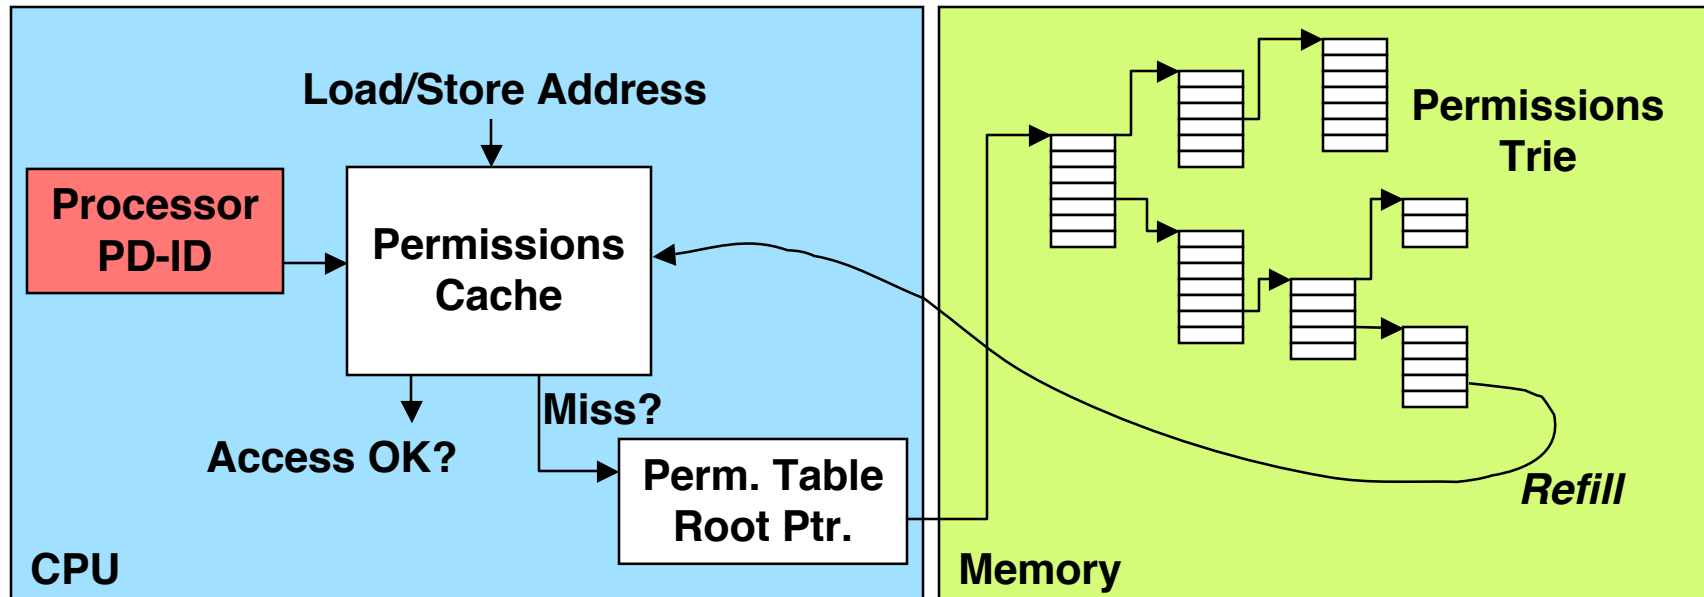 Load/Store Address
Processor
PD-ID
Permissions
Cache
Miss?
Access OK?
Perm. Table
Root Ptr.
CPU
Permissions
Trie
Refill
Memory